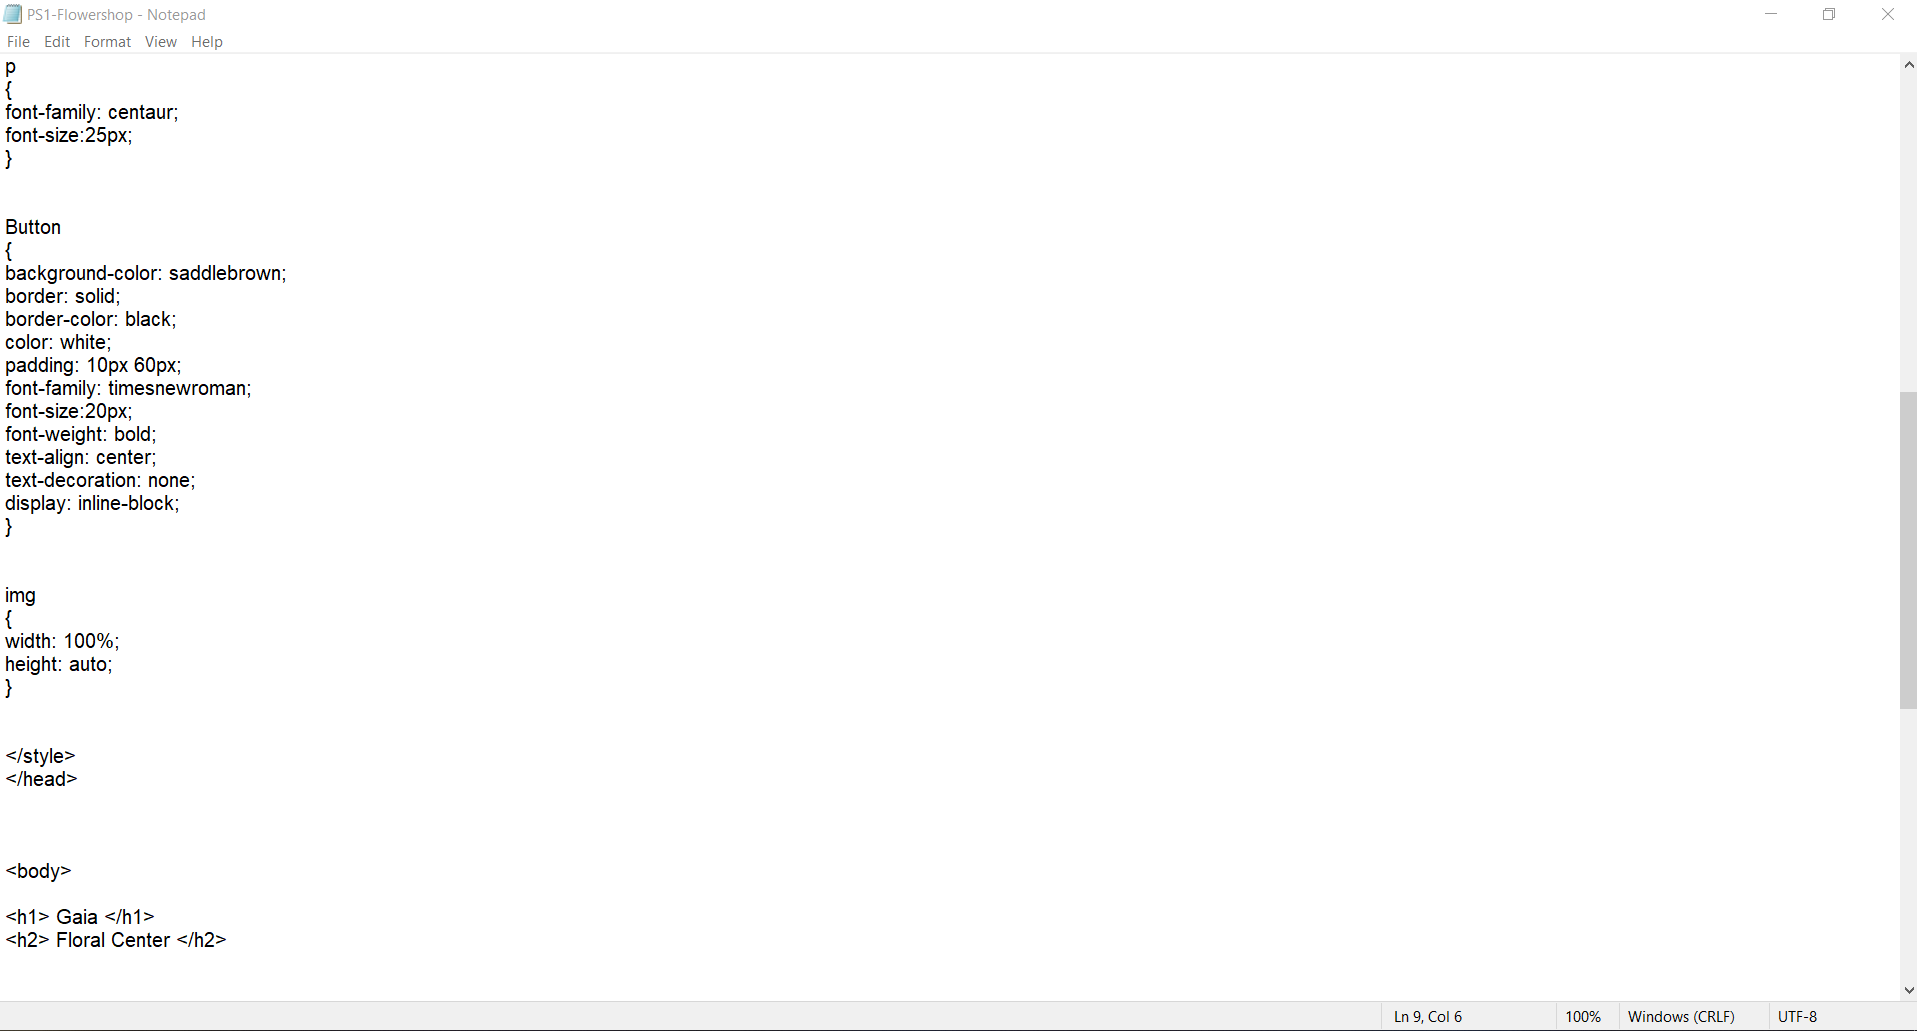 PS1-Flowershop - Notepad
File Edit Format View Help
p
{
font-family: centaur;
font-size:25px;
}
Button
{
background-color: saddlebrown;
border: solid;
border-color: black;
color: white;
padding: 10px 60px;
font-family: timesnewroman;
font-size:20px;
font-weight: bold;
text-align: center;
text-decoration: none;
display: inline-block;
}
img
{
width: 100%;
height: auto;
}
</style>
</head>
<body>
<h1> Gaia </h1>
<h2> Floral Center </h2>
Ln 9, Col 6 100% Windows (CRLF) UTF-8